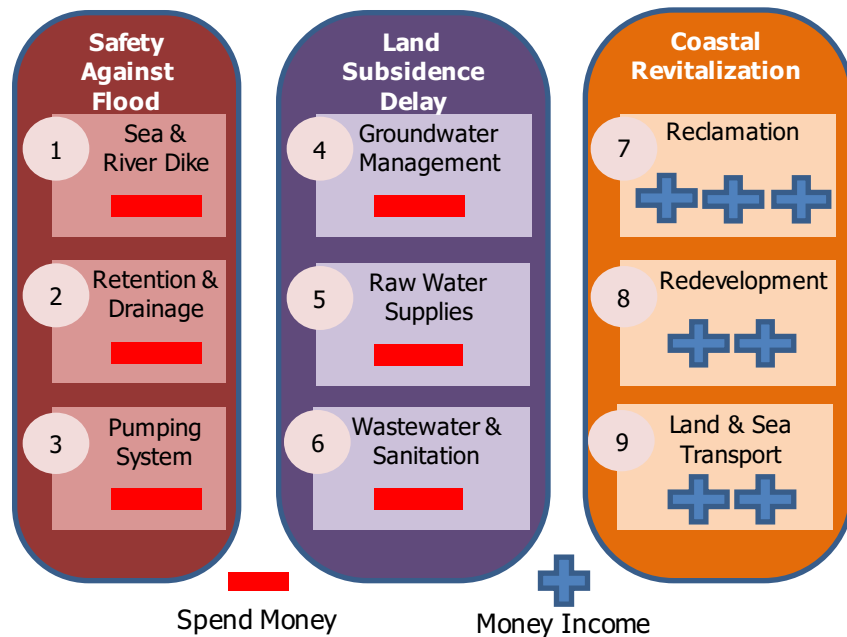 Safety
Against
Flood
1
Sea &
River Dike
2
Retention &
Drainage
3
Pumping
System
Land
Subsidence
Delay
4
Groundwater
Management
5
Raw Water
Supplies
6
Wastewater &
Sanitation
Coastal
Revitalization
7
Reclamation
8
Redevelopment
9
Land & Sea
Transport
Spend Money
Money Income